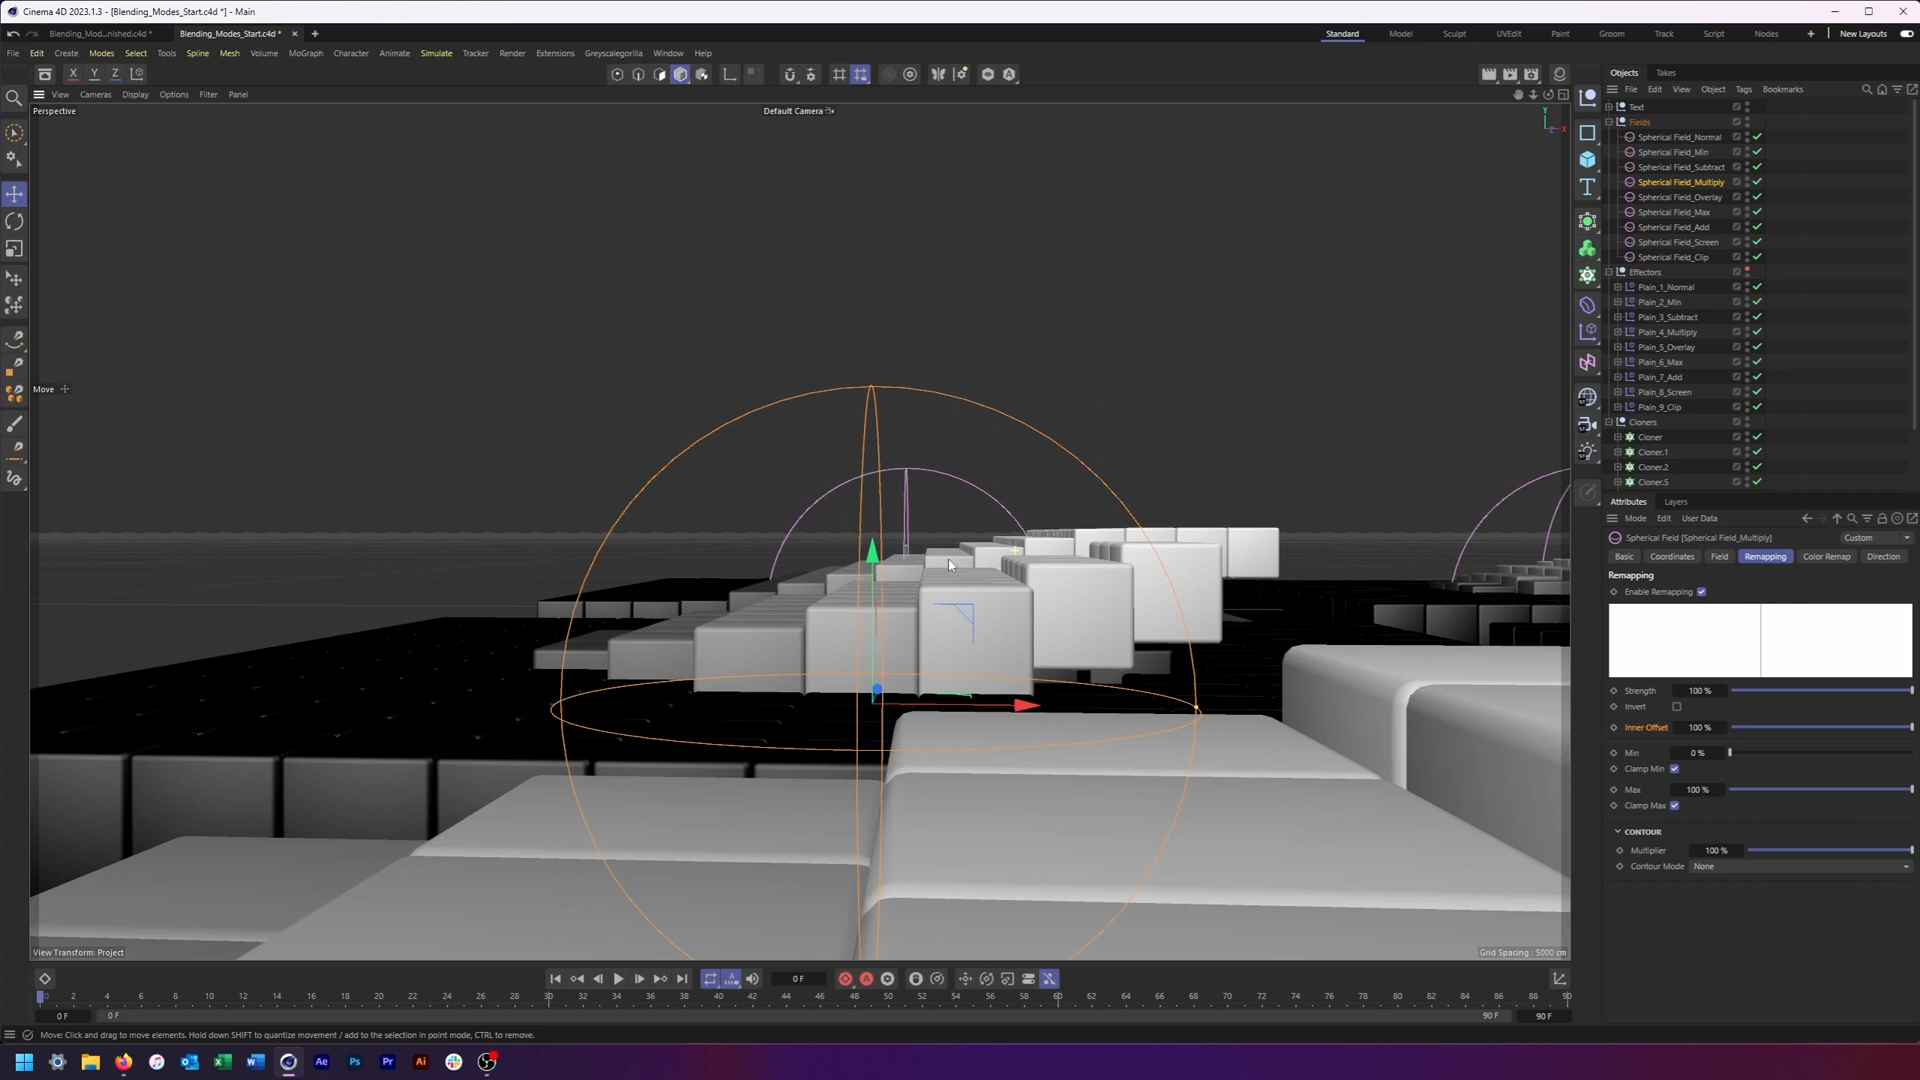 Cinema 4D 2023.1.3 - [Blending_Modes_Start.c4d *] - Main
Blending_Mod...nished.c4d *
Blending_Modes_Start.c4d *
Standard Model Sculpt UVEdit Paint Groom Track Script Nodes New Layouts
File Edit Create Modes Select Tools Spline Mesh Volume MoGraph Character Animate Simulate Tracker Render Extensions Greyscalegorilla Window Help
X Y Z
View Cameras Display Options Filter Panel
Perspective
Default Camera
Y
X
Z
Move
View Transform: Project
Grid Spacing : 5000 cm
Objects Takes
File Edit View Object Tags Bookmarks
Text
Fields
Spherical Field_Normal
Spherical Field_Min
Spherical Field_Subtract
Spherical Field_Multiply
Spherical Field_Overlay
Spherical Field_Max
Spherical Field_Add
Spherical Field_Screen
Spherical Field_Clip
Effectors
Plain_1_Normal
Plain_2_Min
Plain_3_Subtract
Plain_4_Multiply
Plain_5_Overlay
Plain_6_Max
Plain_7_Add
Plain_8_Screen
Plain_9_Clip
Cloners
Cloner
Cloner.1
Cloner.2
Cloner.5
Attributes Layers
Mode Edit User Data
Spherical Field [Spherical Field_Multiply]
Custom
Basic Coordinates Field Remapping Color Remap Direction
Remapping
Enable Remapping
Strength 100 %
Invert
Inner Offset 100 %
Min 0 %
Clamp Min
Max 100 %
Clamp Max
CONTOUR
Multiplier 100 %
Contour Mode None
0 F
0 2 4 6 8 10 12 14 16 18 20 22 24 26 28 30 32 34 36 38 40 42 44 46 48 50 52 54 56 58 60 62 64 66 68 70 72 74 76 78 80 82 84 86 88 90
0 F 0 F 90 F 90 F
Move: Click and drag to move elements. Hold down SHIFT to quantize movement / add to the selection in point mode, CTRL to remove.
Ae Ps Pr Ai